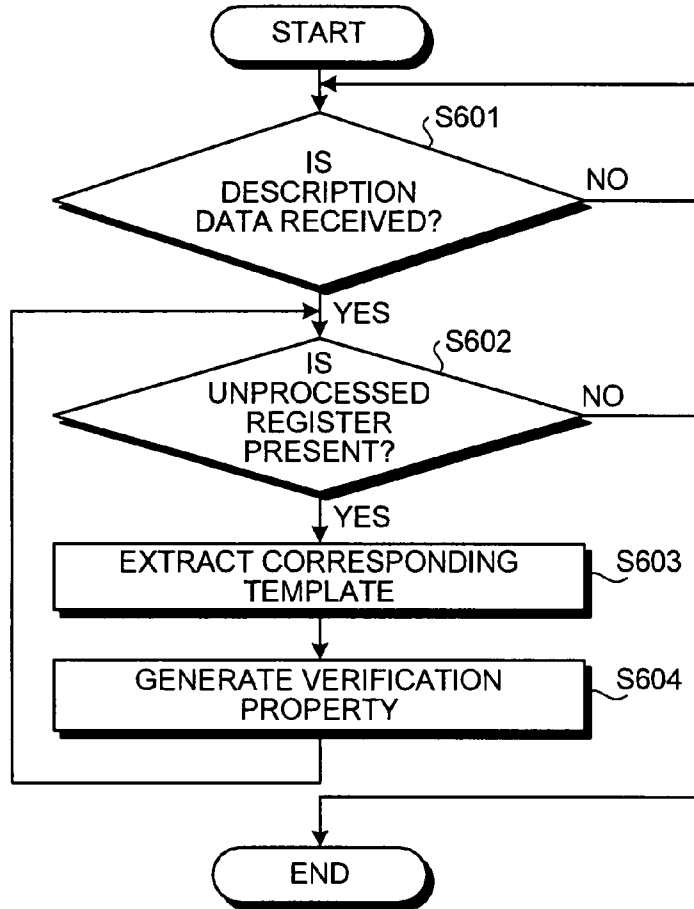 START
S601
IS
DESCRIPTION
DATA RECEIVED?
NO
YES
S602
IS
UNPROCESSED
REGISTER
PRESENT?
NO
YES
EXTRACT CORRESPONDING
TEMPLATE
S603
GENERATE VERIFICATION
PROPERTY
S604
END